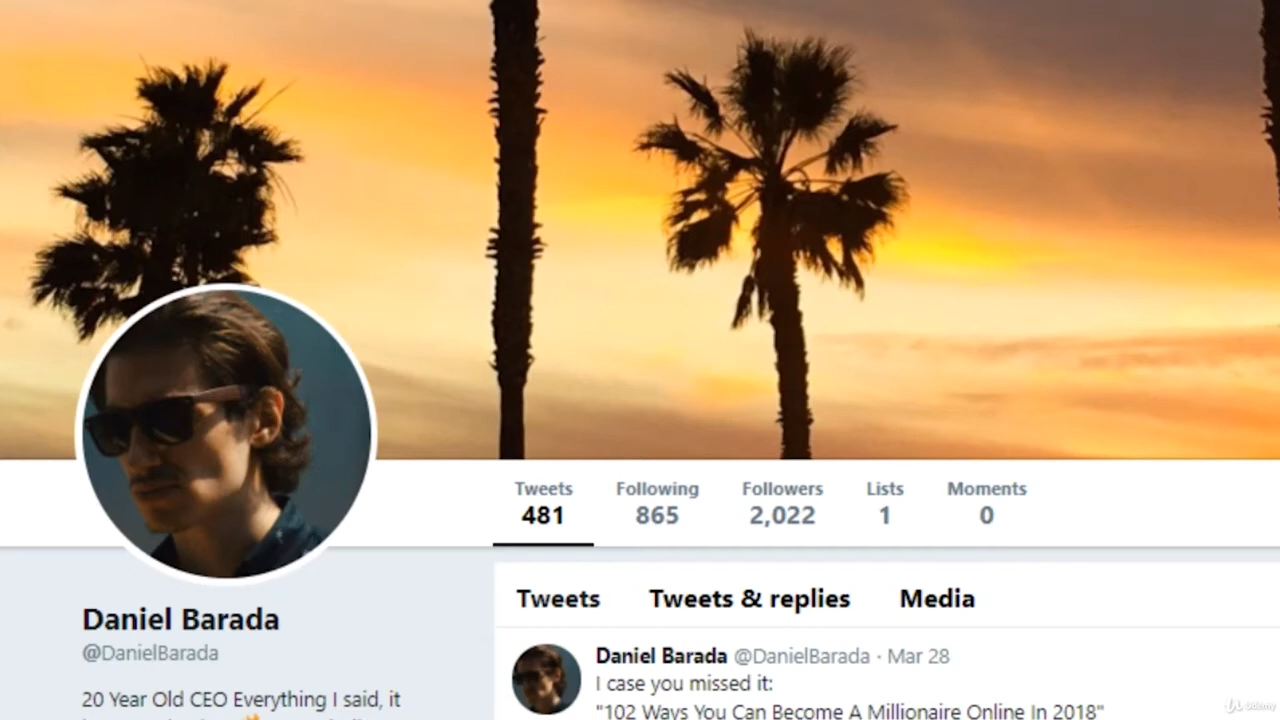 Tweets Following Followers Lists Moments
481 865 2,022 1 0
Tweets Tweets & replies Media
Daniel Barada
@DanielBarada
20 Year Old CEO Everything I said, it
Daniel Barada @DanielBarada · Mar 28
I case you missed it:
"102 Ways You Can Become A Millionaire Online In 2018"
Udemy